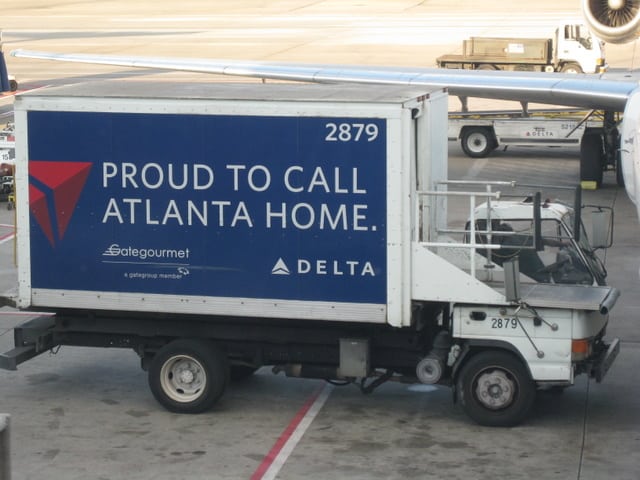 2879
PROUD TO CALL
ATLANTA HOME.
Gategourmet
a gategroup member
DELTA
2879
DELTA